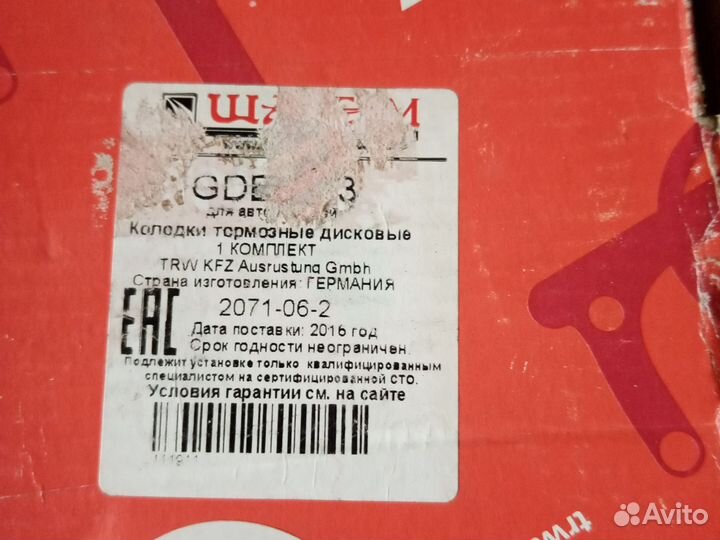 для
Колодки тормозные дисковые
1 КОМПЛЕКТ
TRW KFZ Ausrustung Gmbh
Страна изготовления: ГЕРМАНИЯ
2071-06-2
EAC
Дата поставки: 2016 год
Срок годности неограничен.
Подлежит установке только квалифицированным
специалистом на сертифицированной СТО.
Условия гарантии см. на сайте
111911
trw
Avito